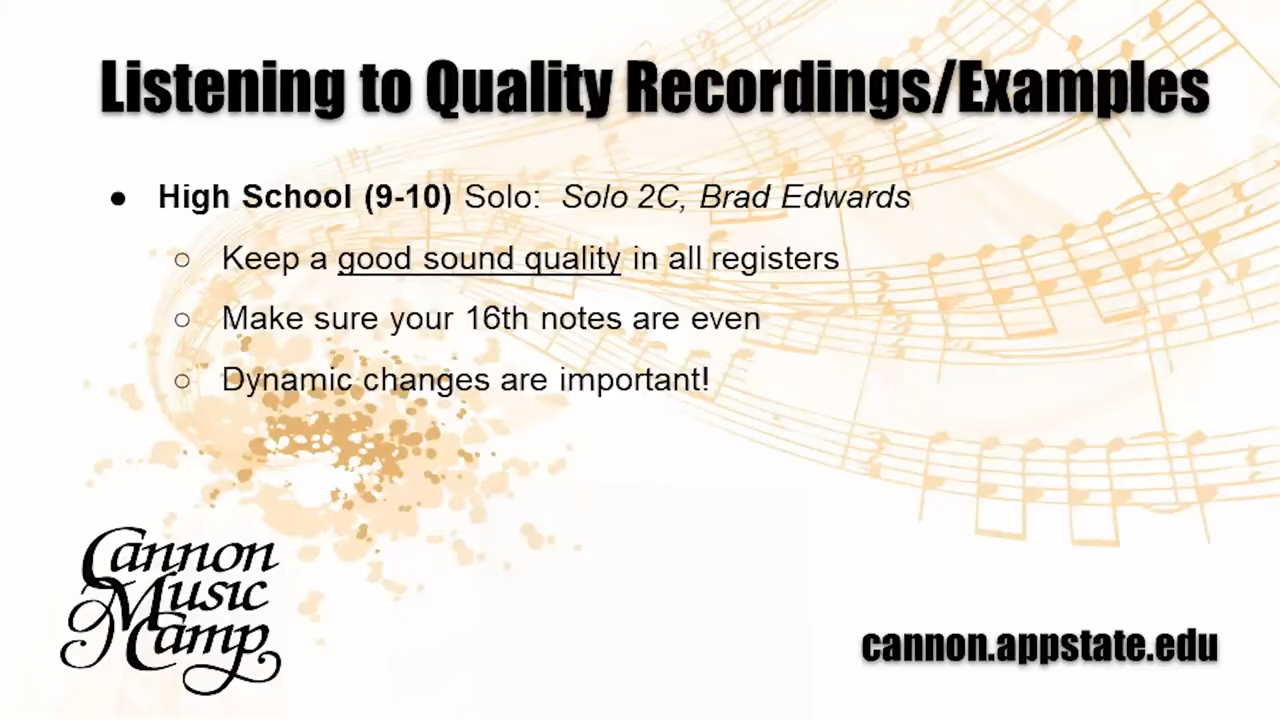 Listening to Quality Recordings/Examples
● High School (9-10) Solo: Solo 2C, Brad Edwards
○ Keep a good sound quality in all registers
○ Make sure your 16th notes are even
○ Dynamic changes are important!
Cannon
Music
Camp
cannon.appstate.edu